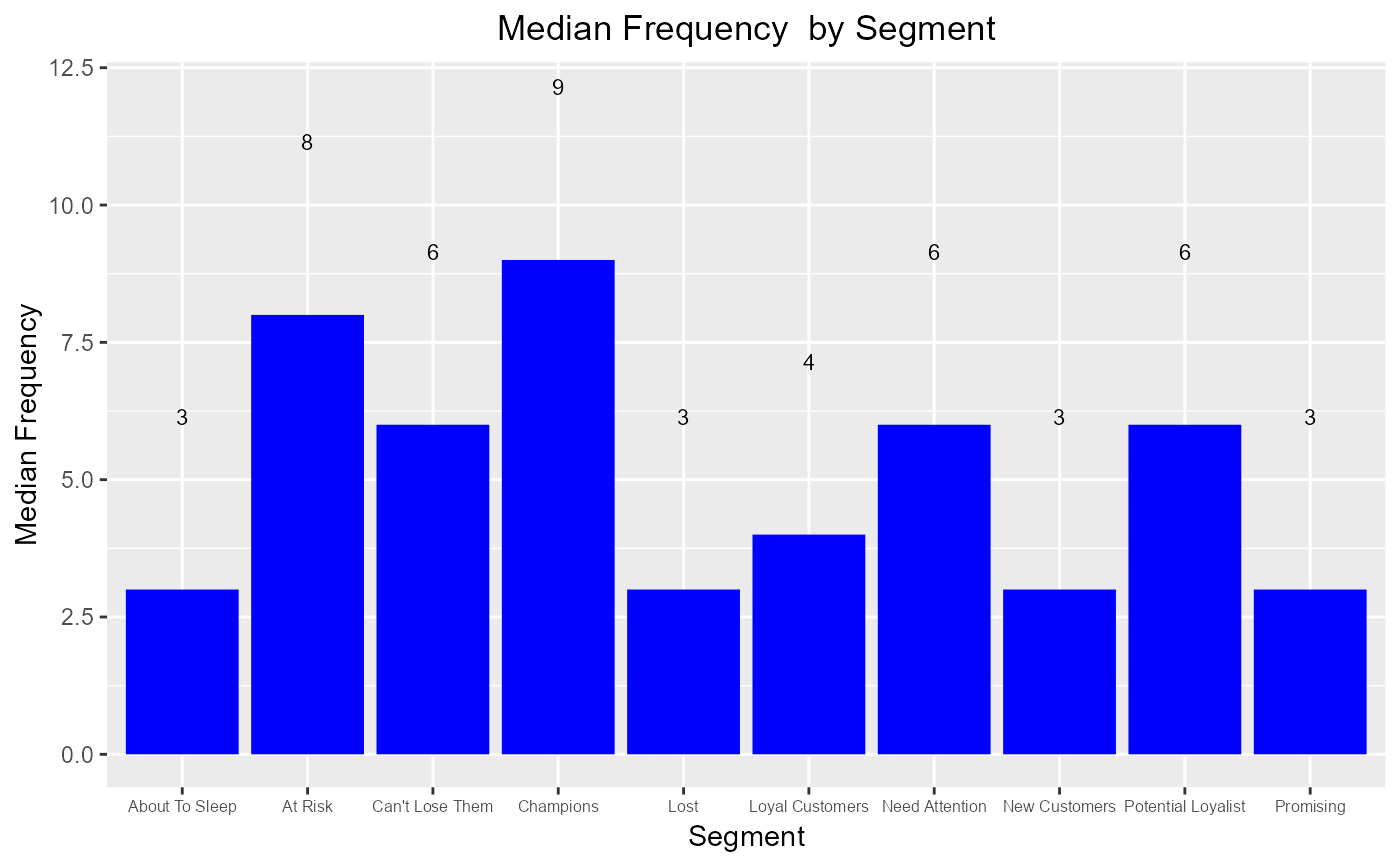 Median Frequency  by Segment
12.5
10.0
7.5
5.0
2.5
0.0
Median Frequency
3
8
6
9
3
4
6
3
6
3
About To Sleep
At Risk
Can't Lose Them
Champions
Lost
Loyal Customers
Need Attention
New Customers
Potential Loyalist
Promising
Segment